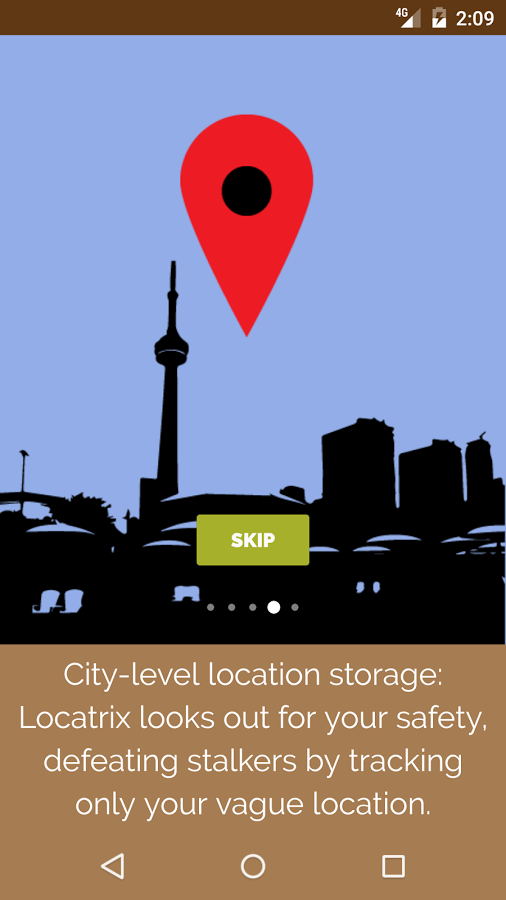 4G 2:09
SKIP
City-level location storage:
Locatrix looks out for your safety,
defeating stalkers by tracking
only your vague location.